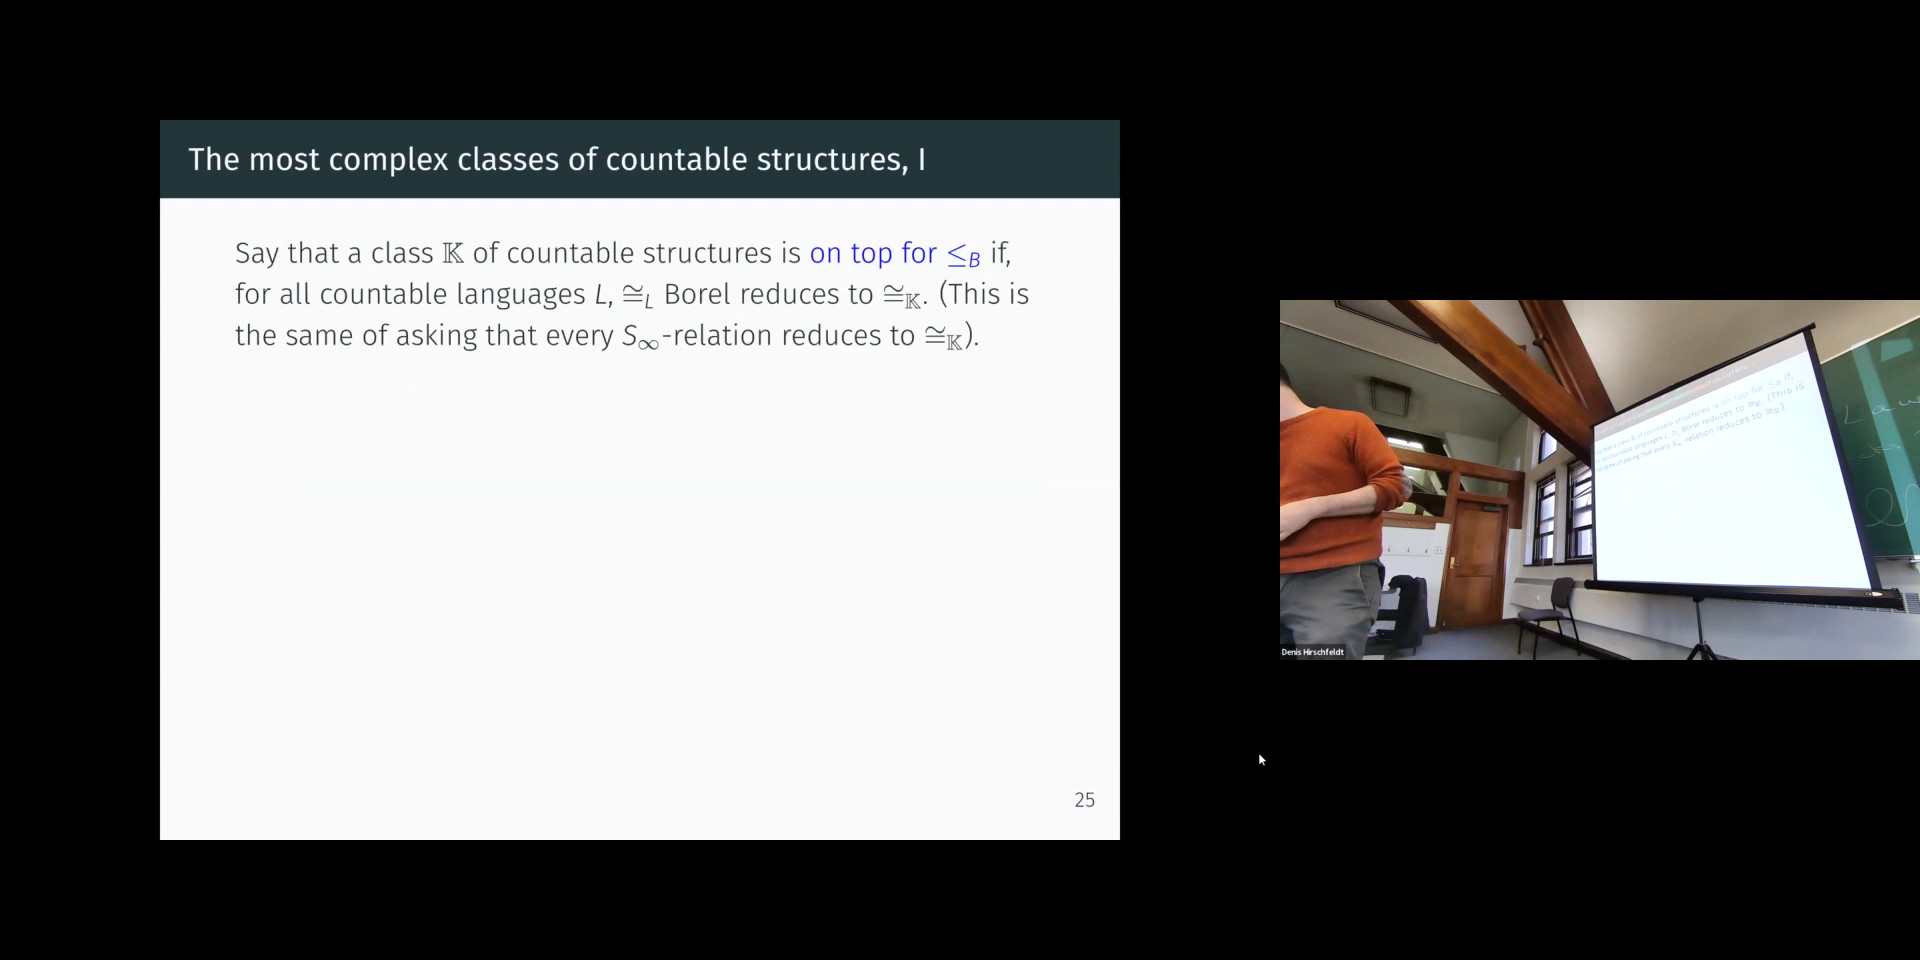 The most complex classes of countable structures, I
Say that a class 𝕂 of countable structures is on top for ≤_B if,
for all countable languages L, ≅_L Borel reduces to ≅_𝕂. (This is
the same of asking that every S_∞-relation reduces to ≅_𝕂).
25
Denis Hirschfeldt